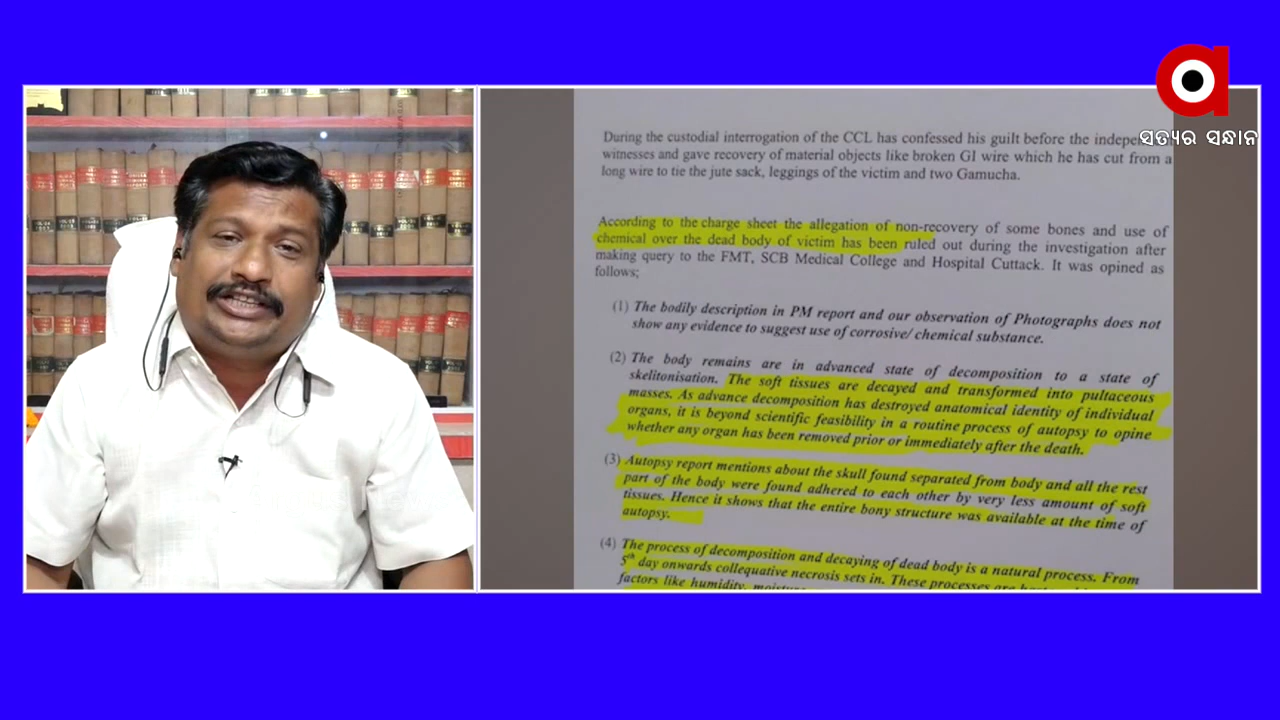 ସତ୍ୟର ସନ୍ଧାନ
During the custodial interrogation of the CCL has confessed his guilt before the
witnesses and gave recovery of material objects like broken GI wire which he has cut from a
long wire to tie the jute sack, leggings of the victim and two Gamucha.
According to the charge sheet the allegation of non-recovery of some bones and use of
chemical over the dead body of victim has been ruled out during the investigation after
making query to the FMT, SCB Medical College and Hospital Cuttack. It was opined as
follows;
(1) The bodily description in PM report and our observation of Photographs does not
show any evidence to suggest use of corrosive/ chemical substance.
(2) The body remains are in advanced state of decomposition to a state of
skelitonisation. The soft tissues are decayed and transformed into pultaceous
masses. As advance decomposition has destroyed anatomical identity of individual
organs, it is beyond scientific feasibility in a routine process of autopsy to opine
whether any organ has been removed prior or immediately after the death.
(3) Autopsy report mentions about the skull found separated from body and all the rest
part of the body were found adhered to each other by very less amount of soft
tissues. Hence it shows that the entire bony structure was available at the time of
autopsy.
(4) The process of decomposition and decaying of dead body is a natural process. From
5th day onwards collequative necrosis sets in. These processes are
factors like humidity, moisture